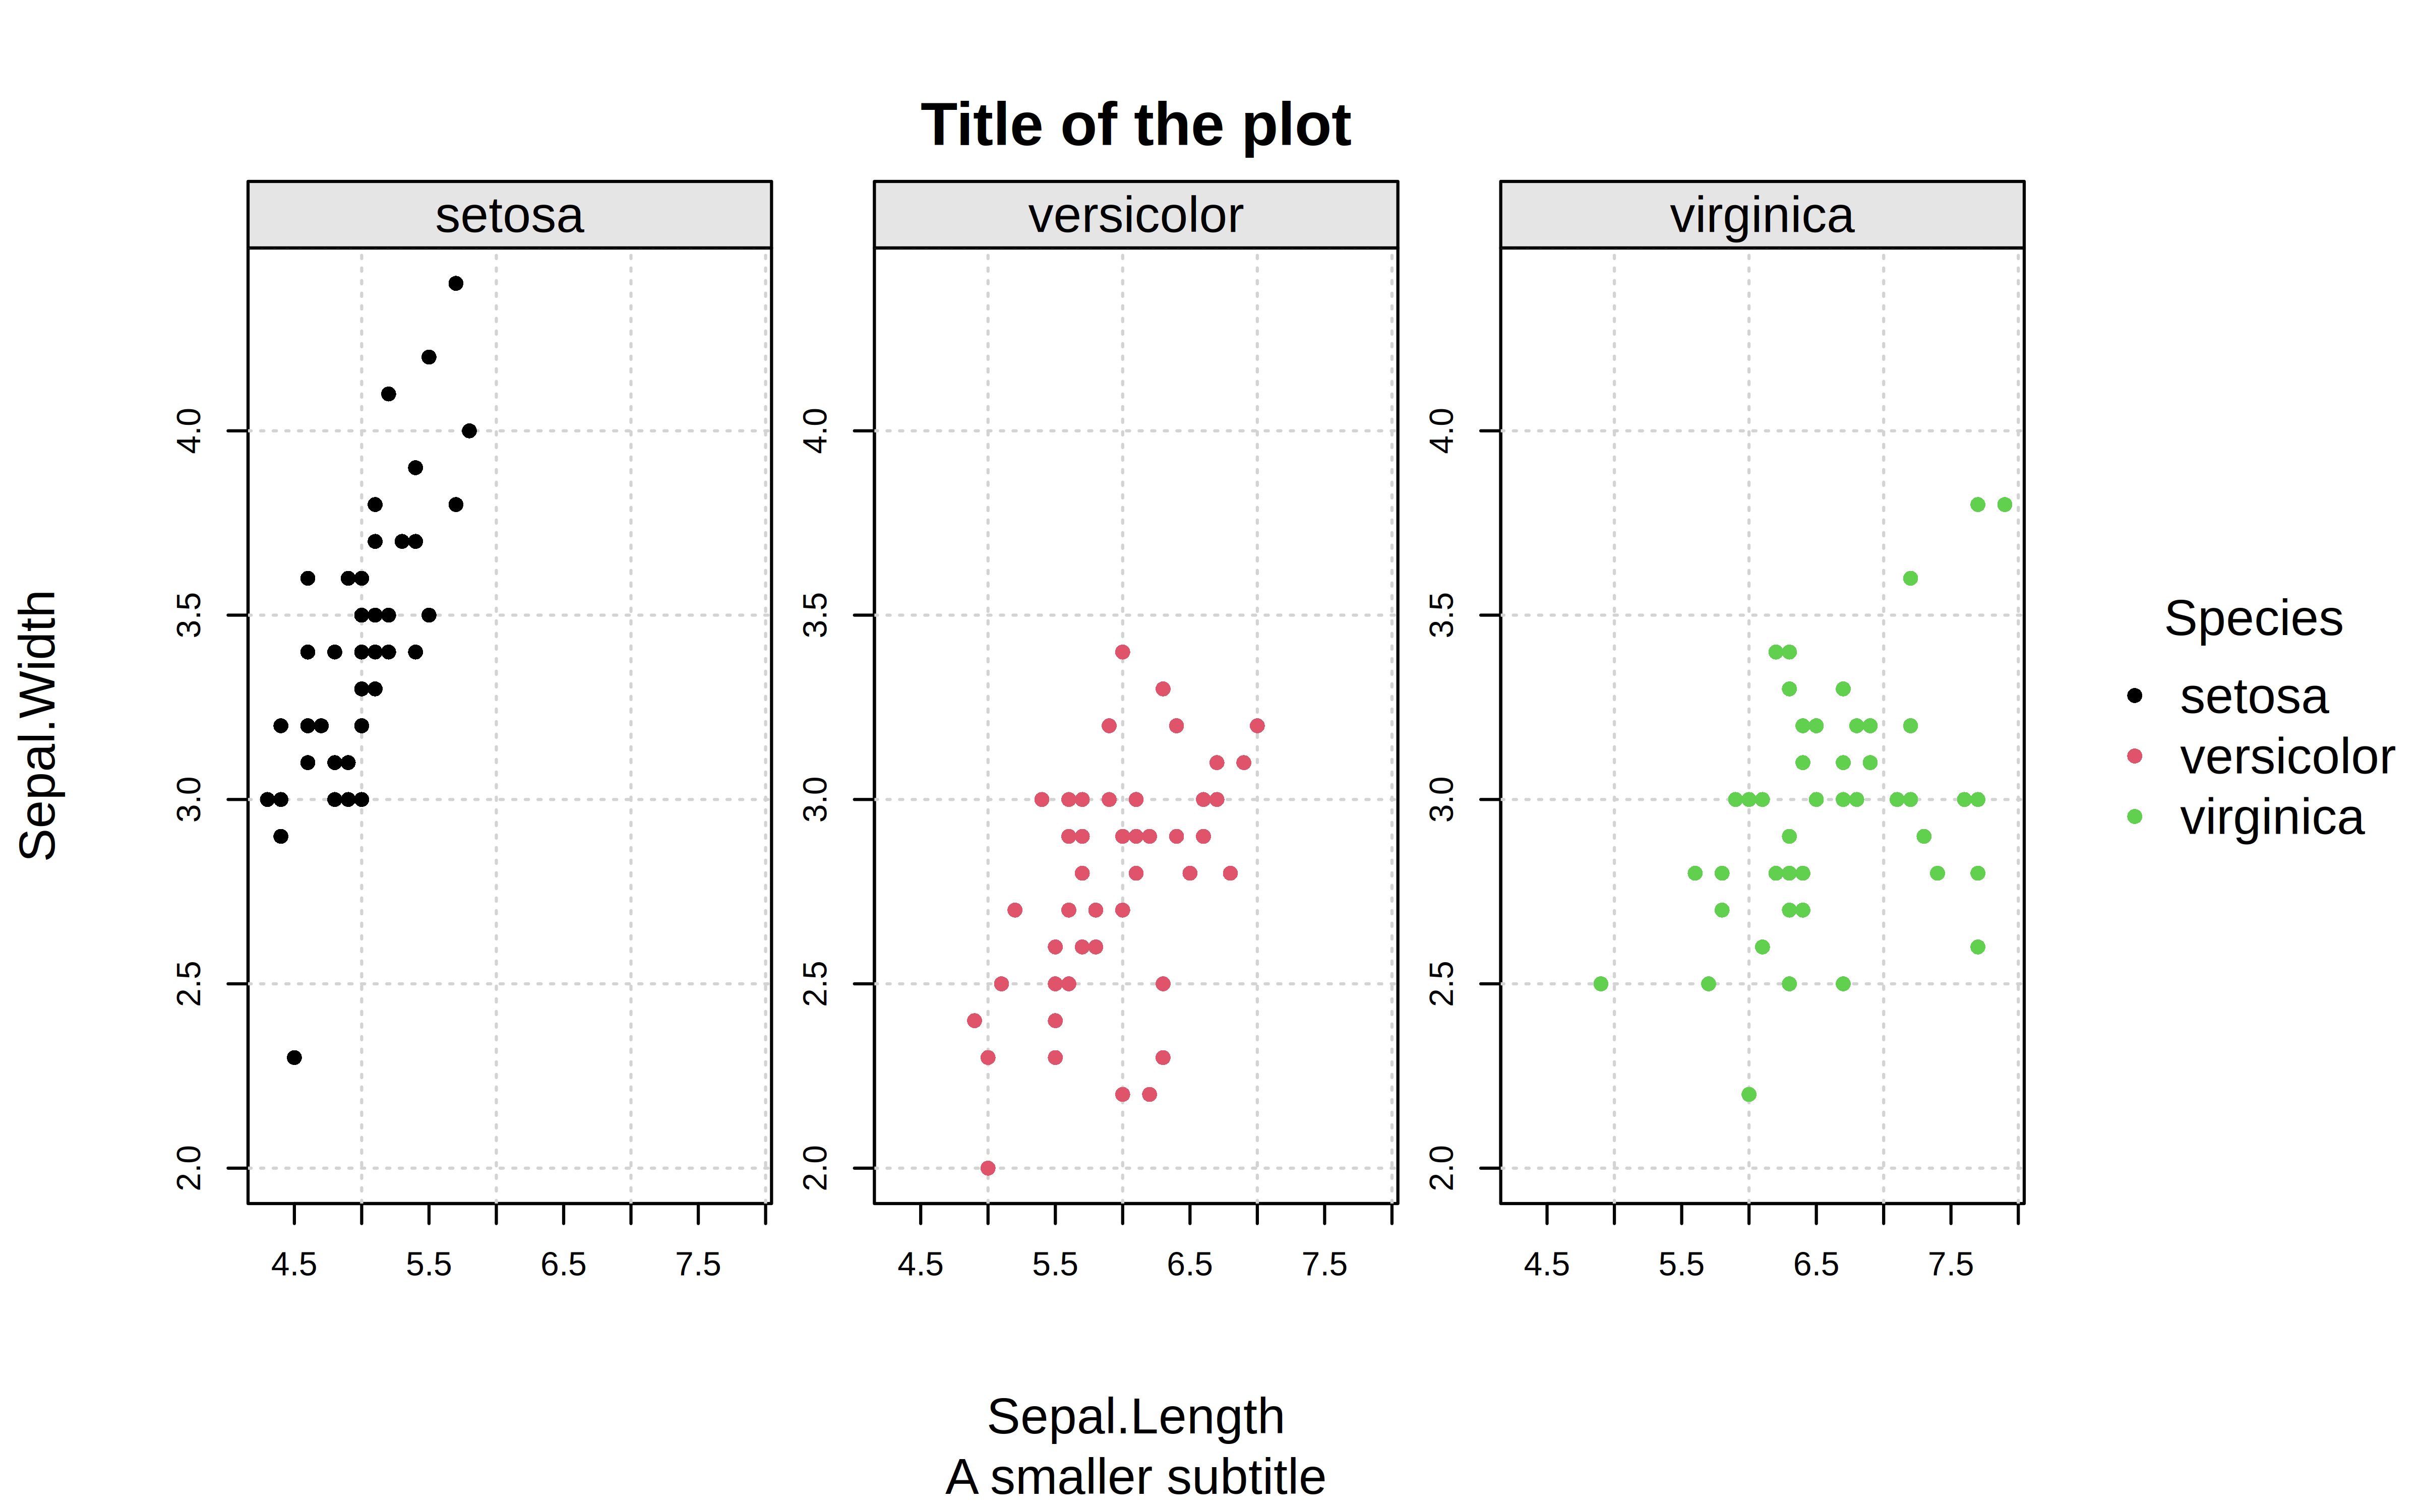 Title of the plot
setosa
versicolor
virginica
Sepal.Width
4.0
3.5
3.0
2.5
2.0
4.0
3.5
3.0
2.5
2.0
4.0
3.5
3.0
2.5
2.0
4.5 5.5 6.5 7.5
4.5 5.5 6.5 7.5
4.5 5.5 6.5 7.5
Species
setosa
versicolor
virginica
Sepal.Length
A smaller subtitle